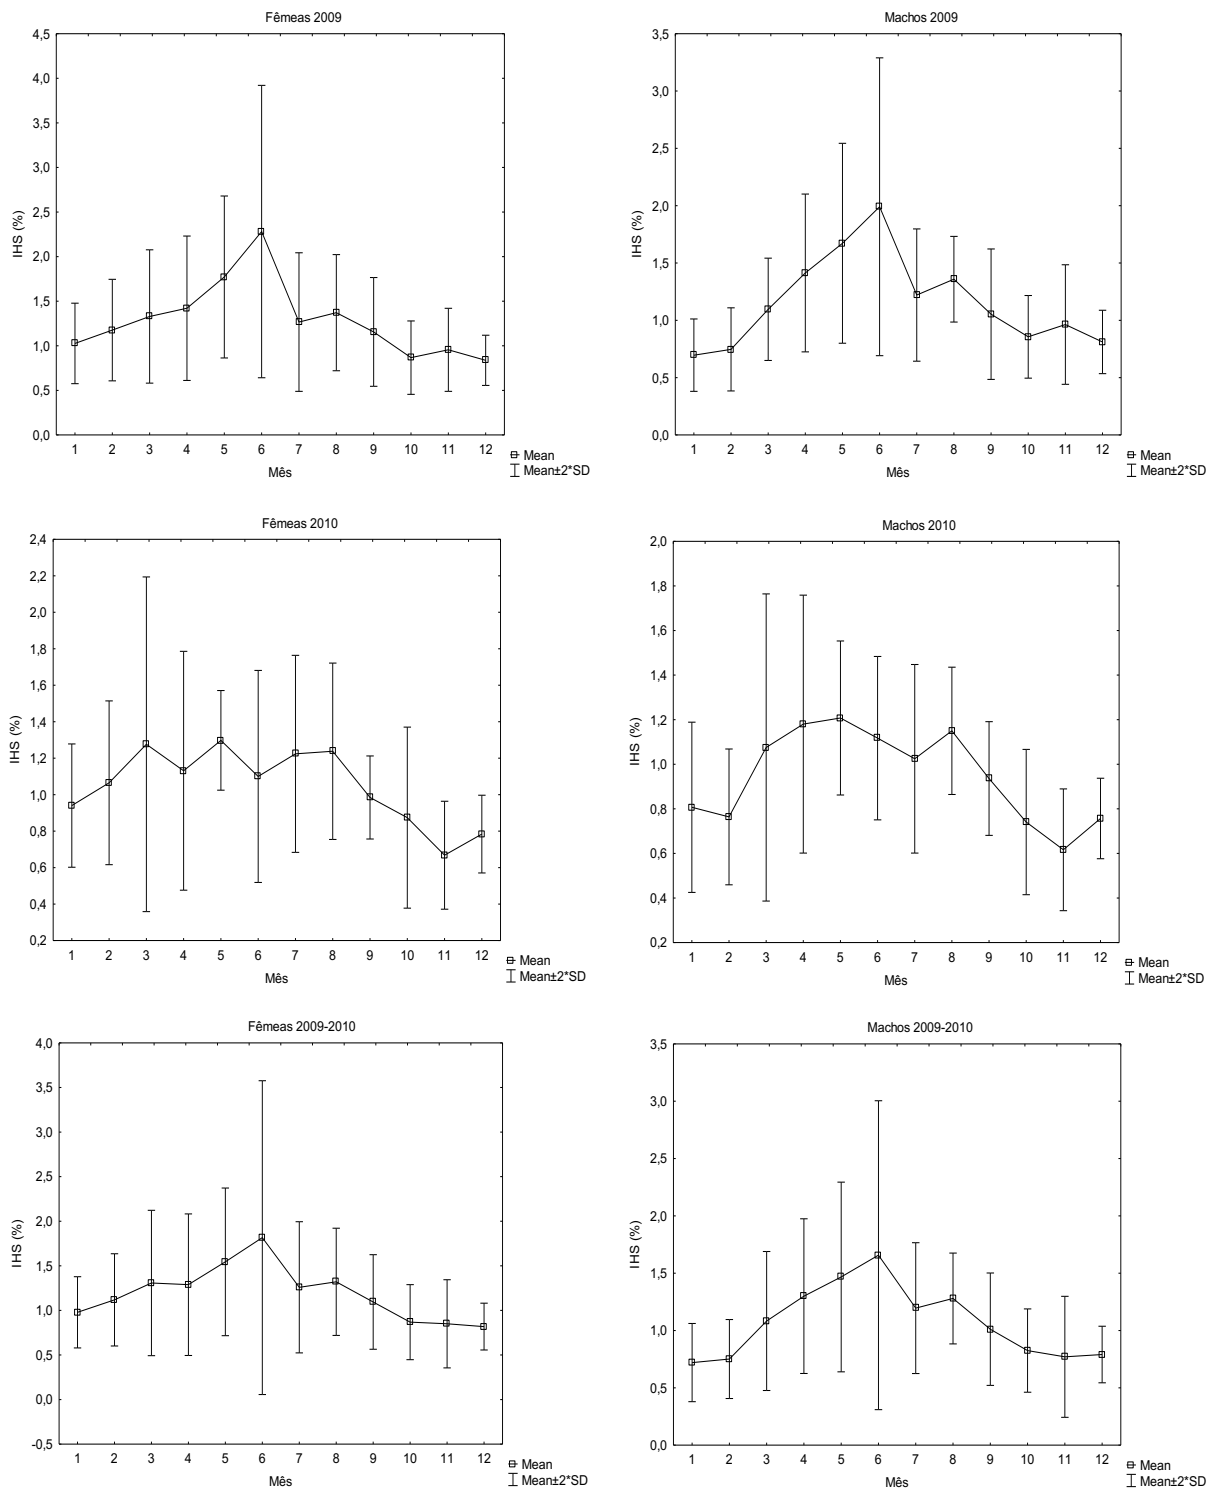 Fêmeas 2009
4,5
4,0
3,5
3,0
2,5
2,0
1,5
1,0
0,5
0,0
IHS (%)
1 2 3 4 5 6 7 8 9 10 11 12
Mês
Mean
Mean±2*SD
Machos 2009
3,5
3,0
2,5
2,0
1,5
1,0
0,5
0,0
IHS (%)
1 2 3 4 5 6 7 8 9 10 11 12
Mês
Mean
Mean±2*SD
Fêmeas 2010
2,4
2,2
2,0
1,8
1,6
1,4
1,2
1,0
0,8
0,6
0,4
0,2
IHS (%)
1 2 3 4 5 6 7 8 9 10 11 12
Mês
Mean
Mean±2*SD
Machos 2010
2,0
1,8
1,6
1,4
1,2
1,0
0,8
0,6
0,4
0,2
IHS (%)
1 2 3 4 5 6 7 8 9 10 11 12
Mês
Mean
Mean±2*SD
Fêmeas 2009-2010
4,0
3,5
3,0
2,5
2,0
1,5
1,0
0,5
0,0
-0,5
IHS (%)
1 2 3 4 5 6 7 8 9 10 11 12
Mês
Mean
Mean±2*SD
Machos 2009-2010
3,5
3,0
2,5
2,0
1,5
1,0
0,5
0,0
IHS (%)
1 2 3 4 5 6 7 8 9 10 11 12
Mês
Mean
Mean±2*SD